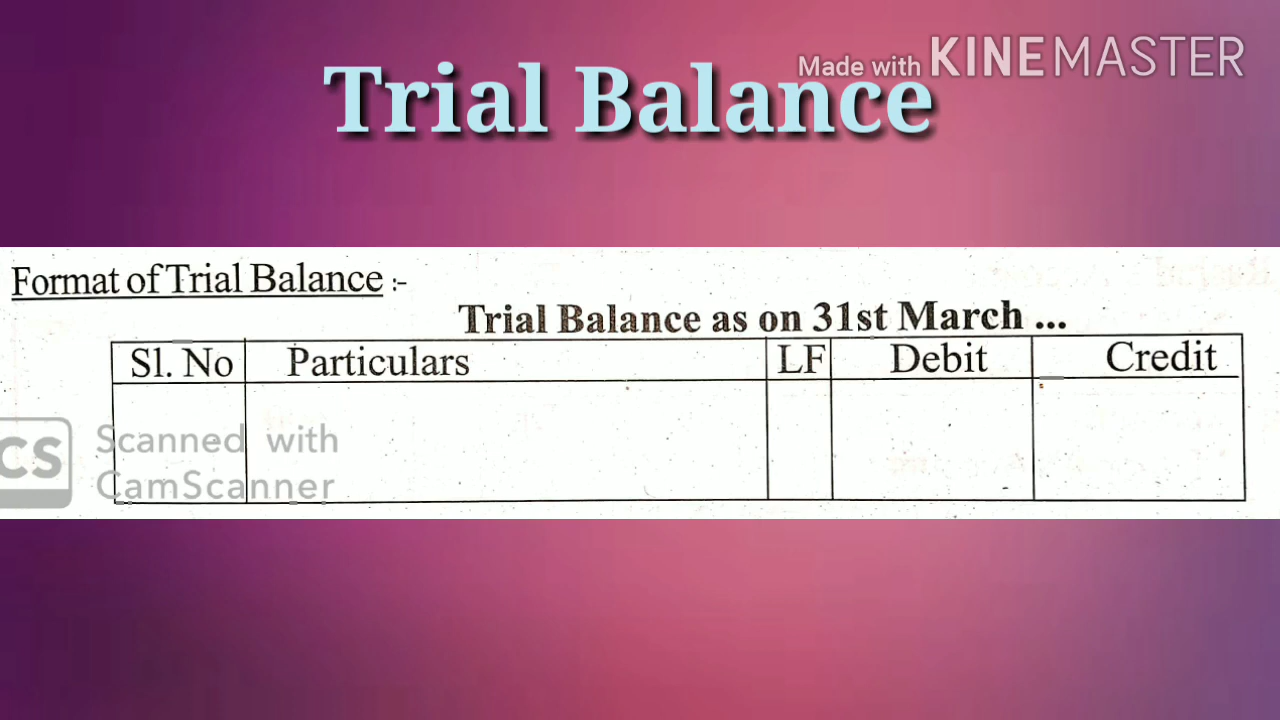 Made with KINEMASTER
Trial Balance
Format of Trial Balance :-
Trial Balance as on 31st March ...
Sl. No Particulars LF Debit Credit
CS Scanned with
CamScanner